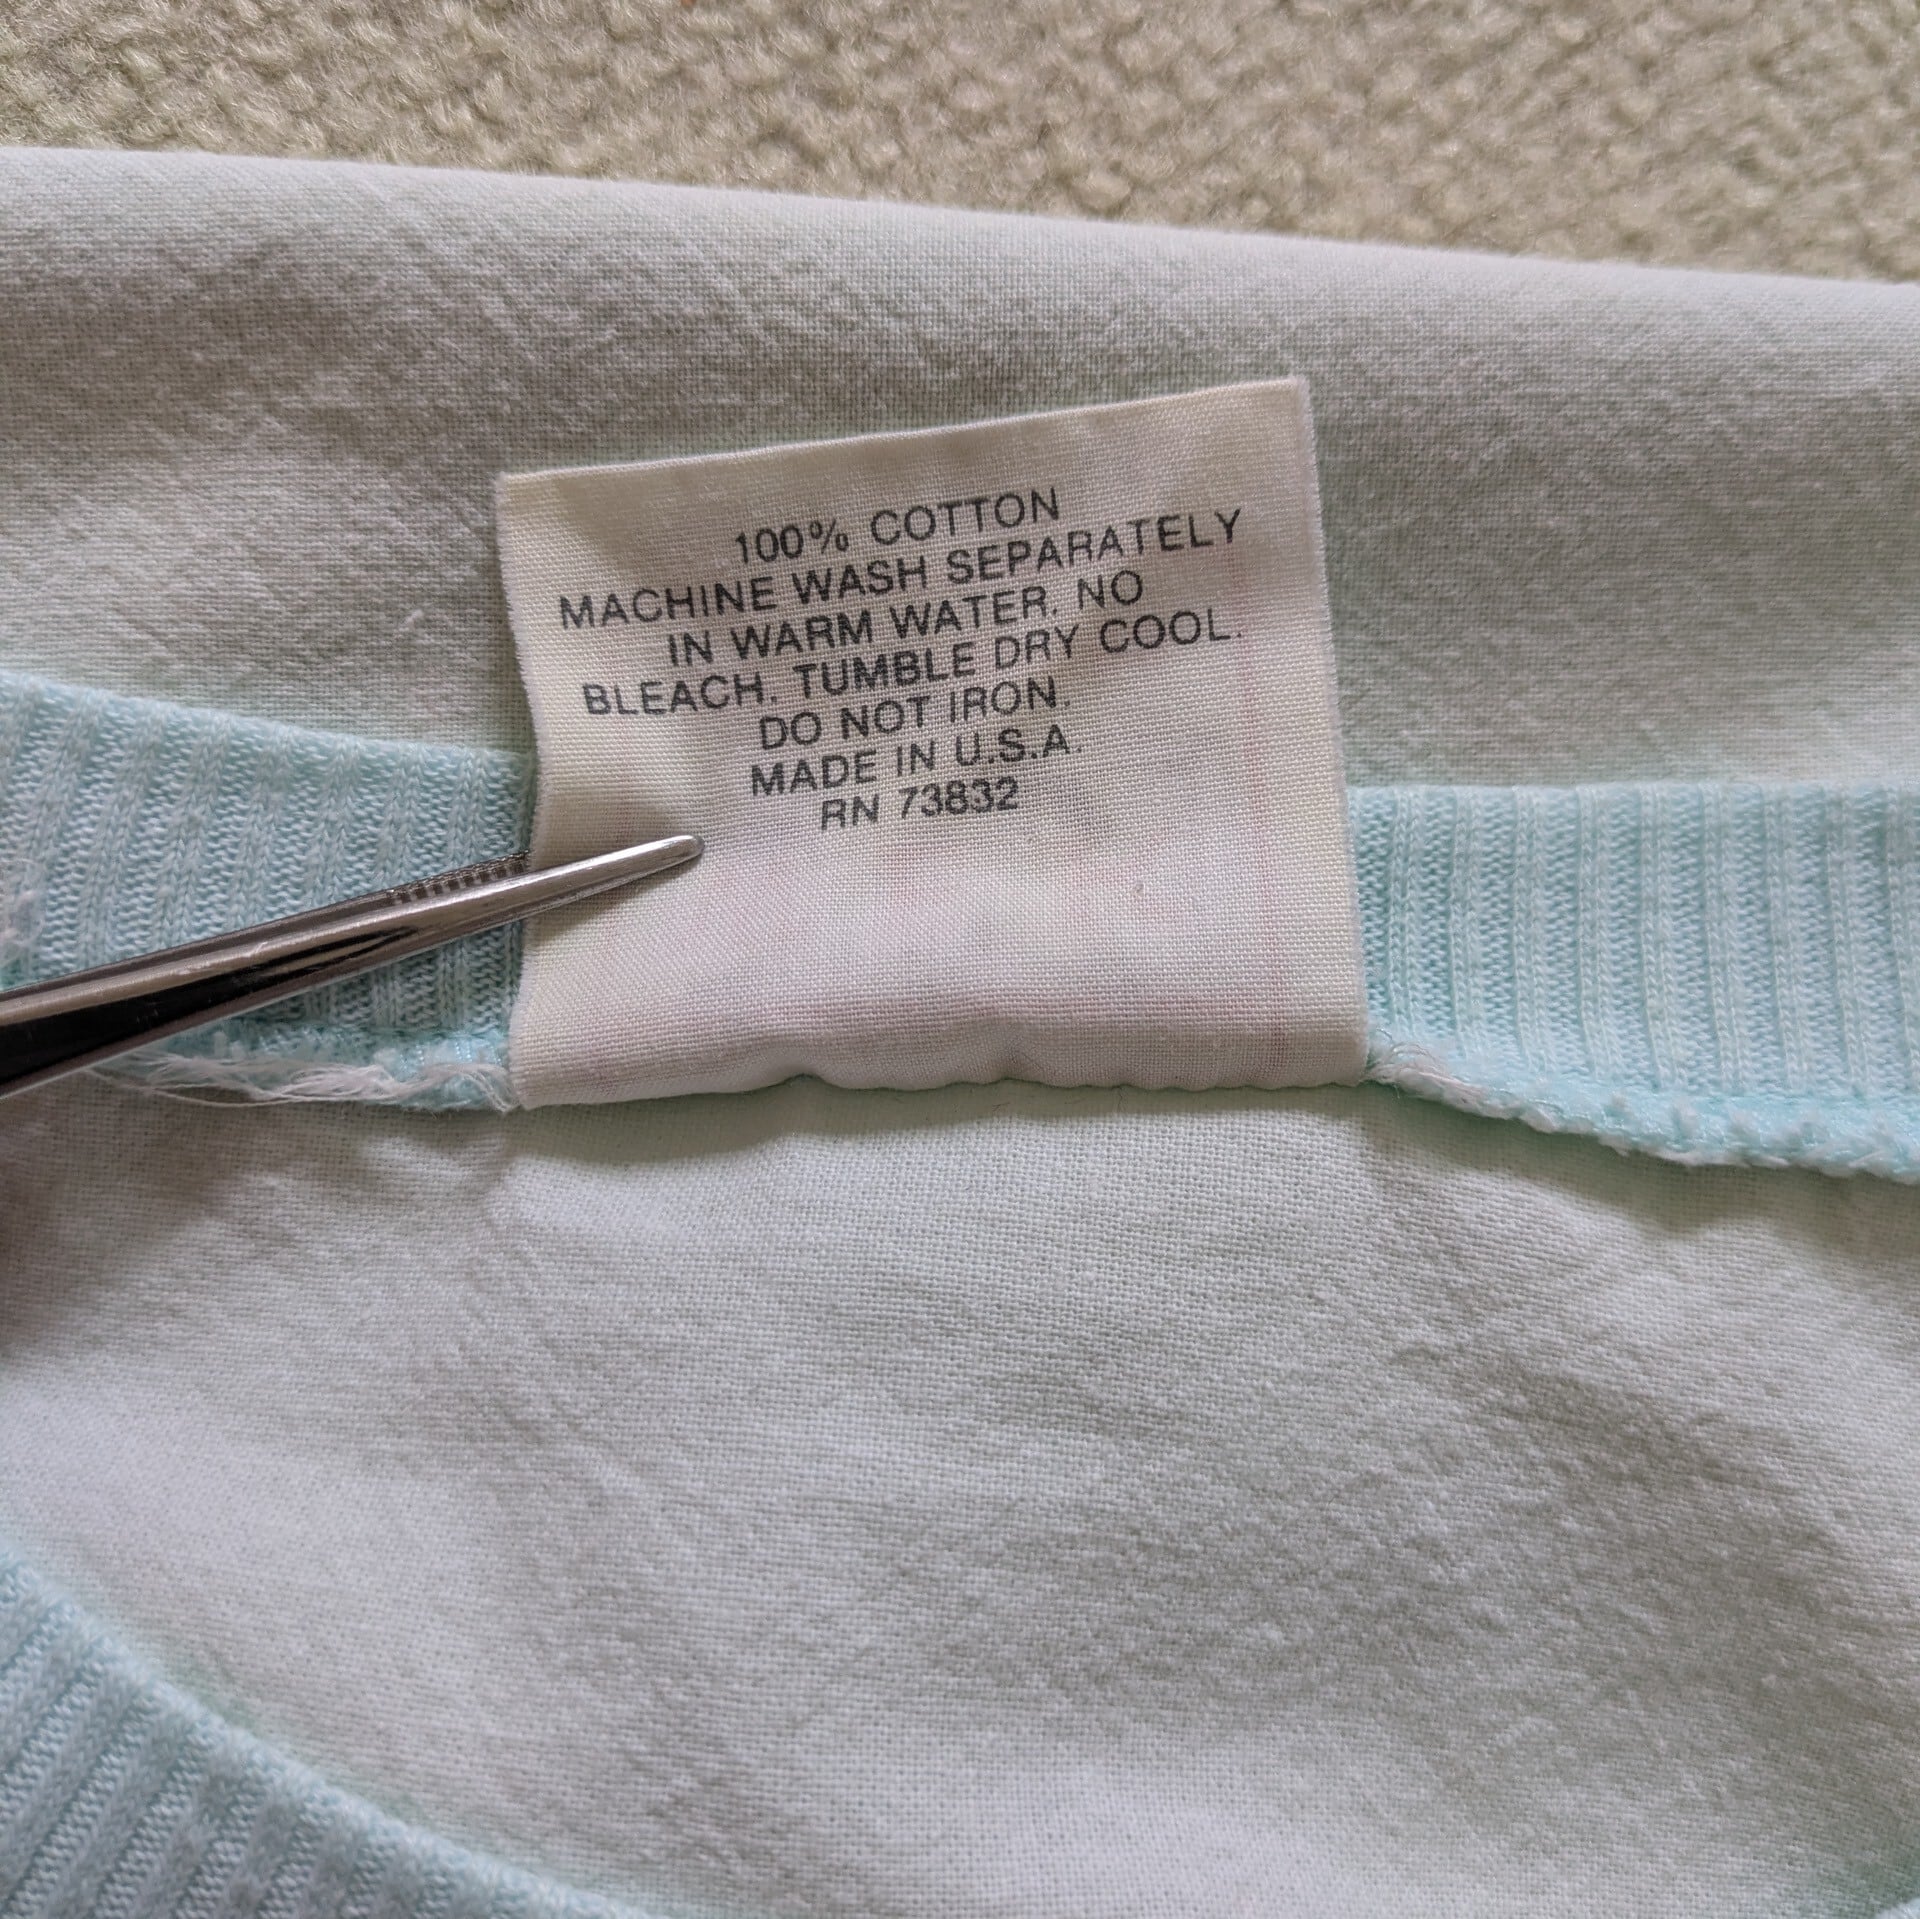 100% COTTON
MACHINE WASH SEPARATELY
IN WARM WATER. NO
BLEACH. TUMBLE DRY COOL.
DO NOT IRON.
MADE IN U.S.A.
RN 73832